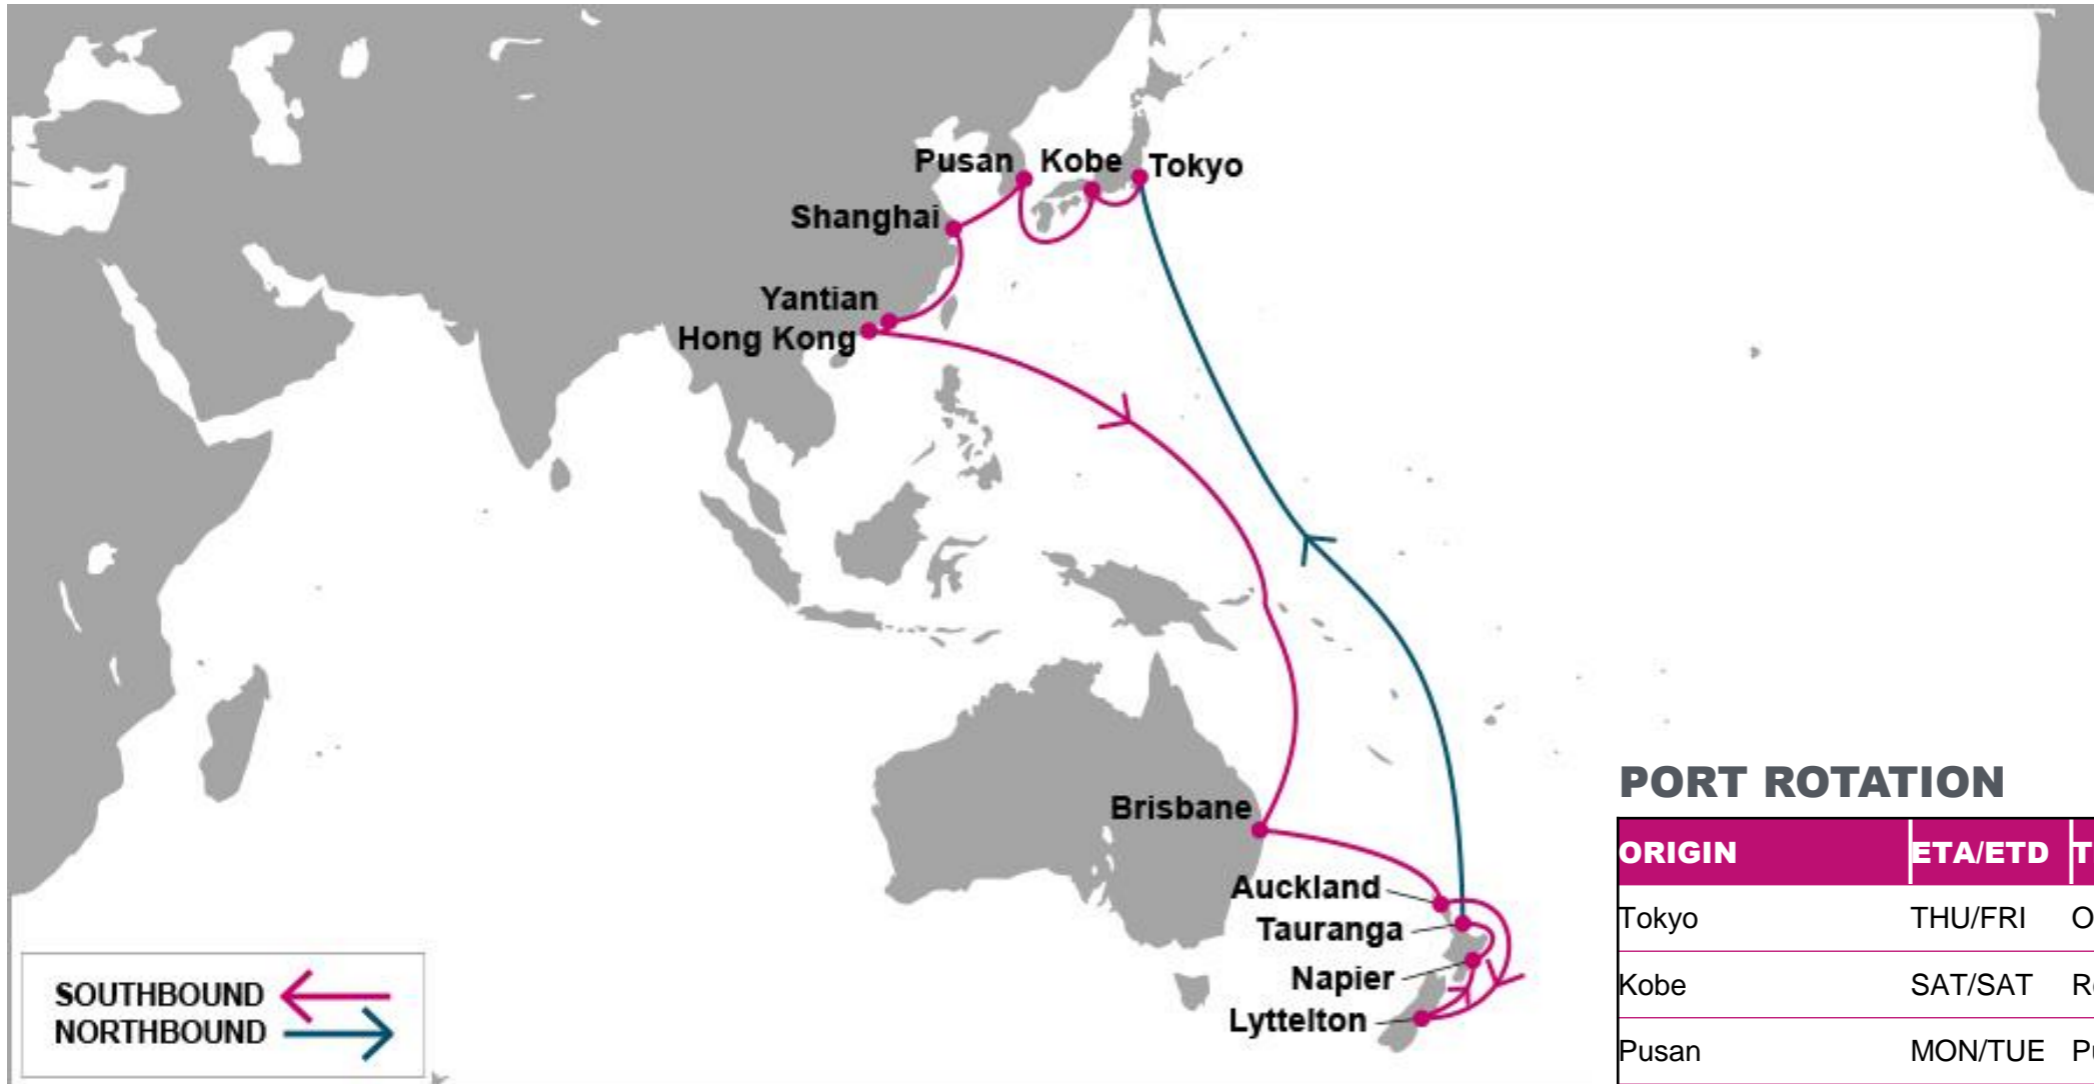 Pusan
Kobe
Tokyo
Shanghai
Yantian
Hong Kong
Brisbane
Auckland
Tauranga
Napier
Lyttelton
SOUTHBOUND
NORTHBOUND
PORT ROTATION
ORIGIN ETA/ETD
Tokyo THU/FRI
Kobe SAT/SAT
Pusan MON/TUE